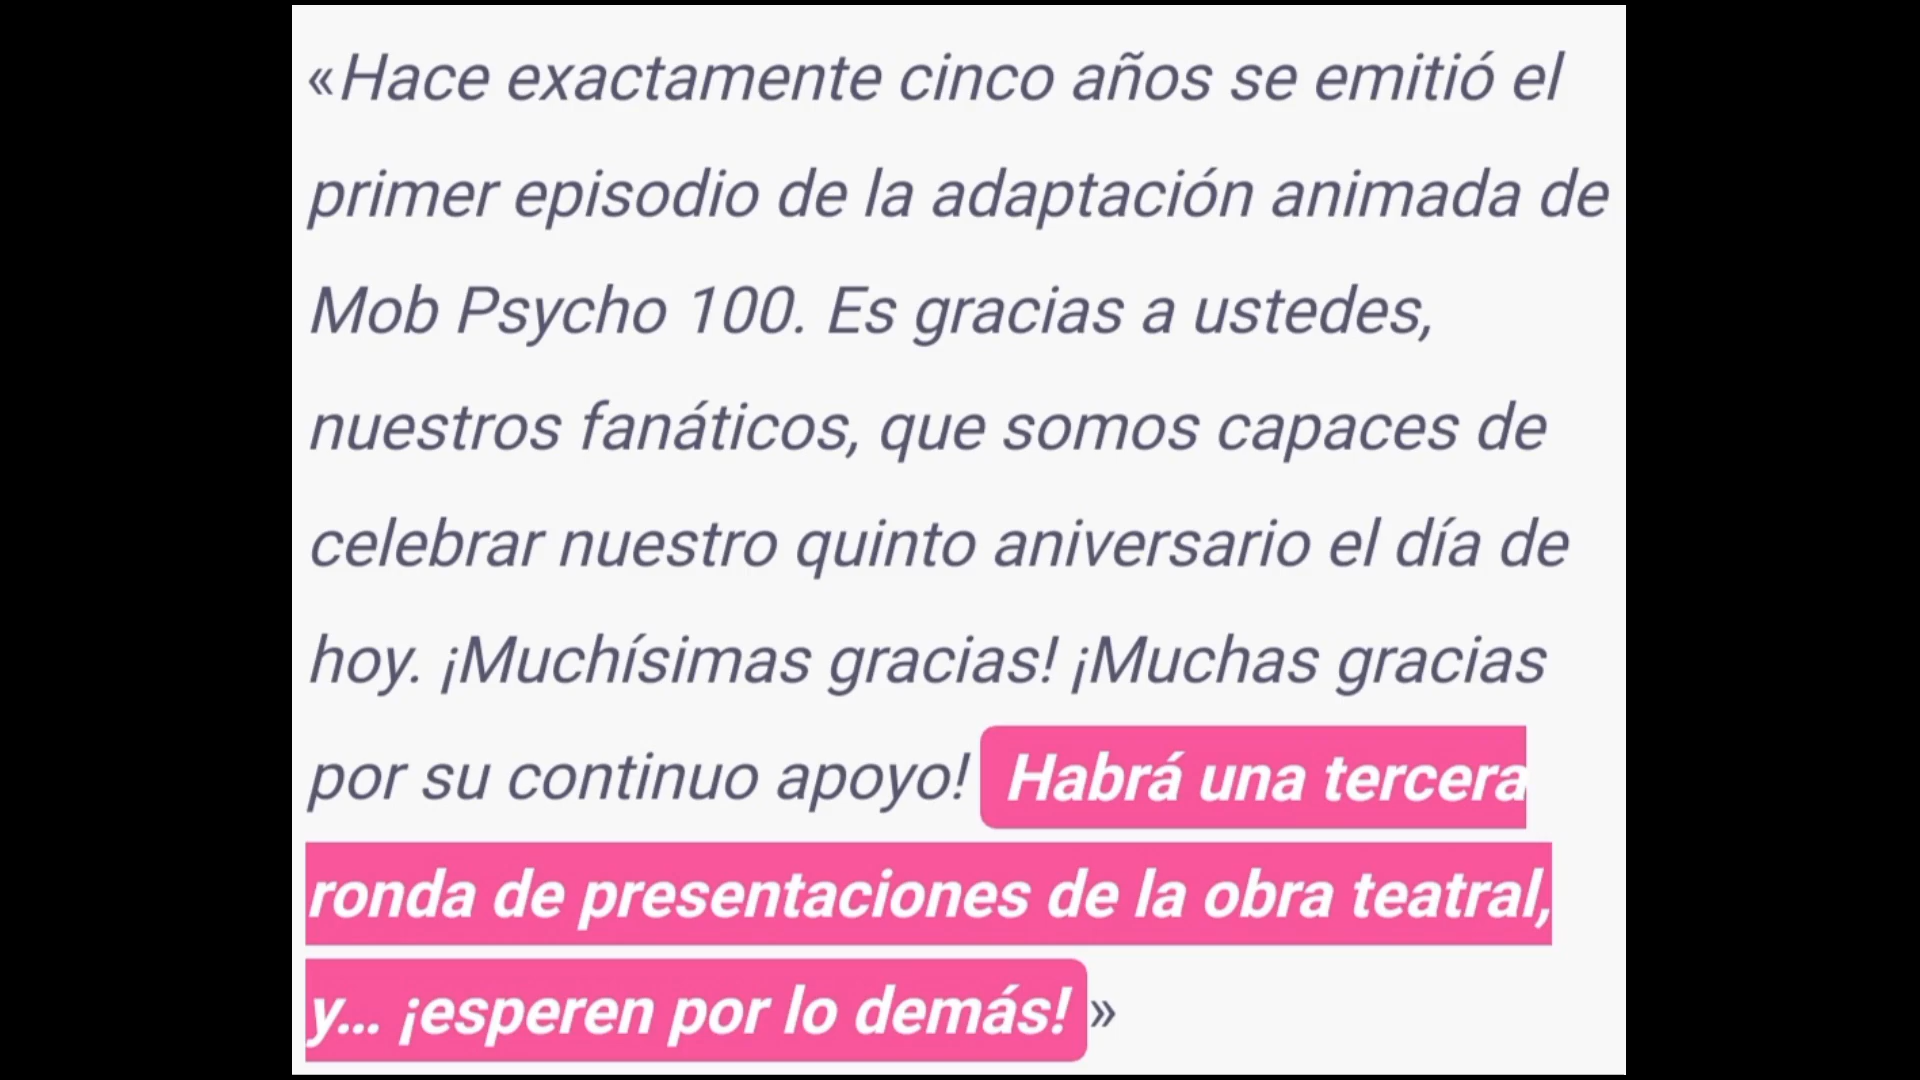 «Hace exactamente cinco años se emitió el
primer episodio de la adaptación animada de
Mob Psycho 100. Es gracias a ustedes,
nuestros fanáticos, que somos capaces de
celebrar nuestro quinto aniversario el día de
hoy. ¡Muchísimas gracias! ¡Muchas gracias
por su continuo apoyo! Habrá una tercera
ronda de presentaciones de la obra teatral,
y... ¡esperen por lo demás! »